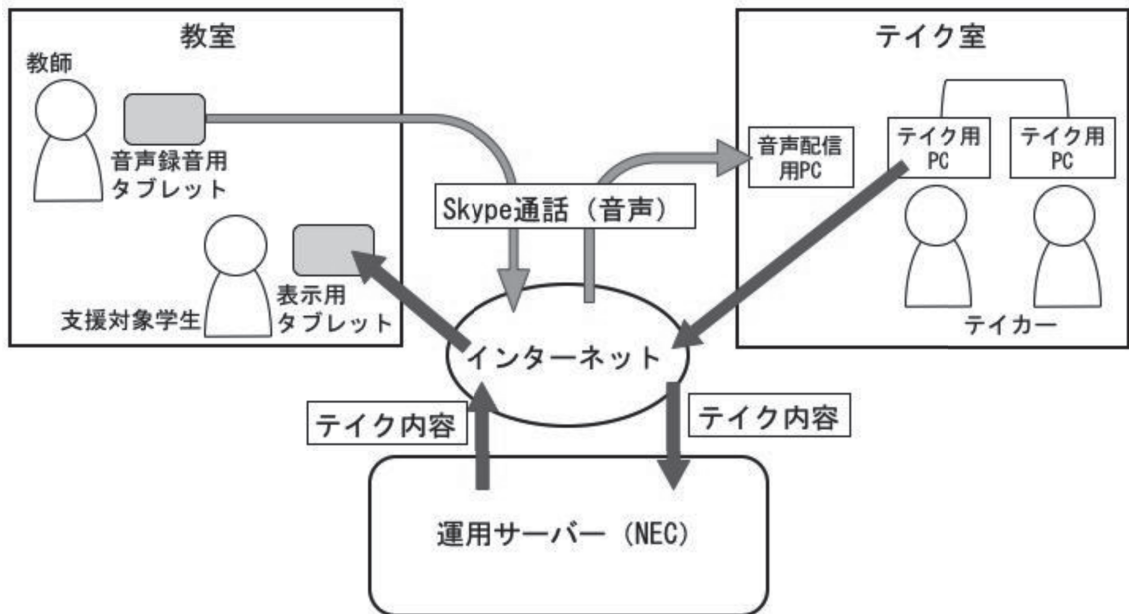 教室
教師
音声録音用
タブレット
支援対象学生
表示用
タブレット
Skype通話（音声）
テイク室
音声配信
用PC
テイク用
PC
テイク用
PC
テイカー
インターネット
テイク内容
テイク内容
運用サーバー（NEC）